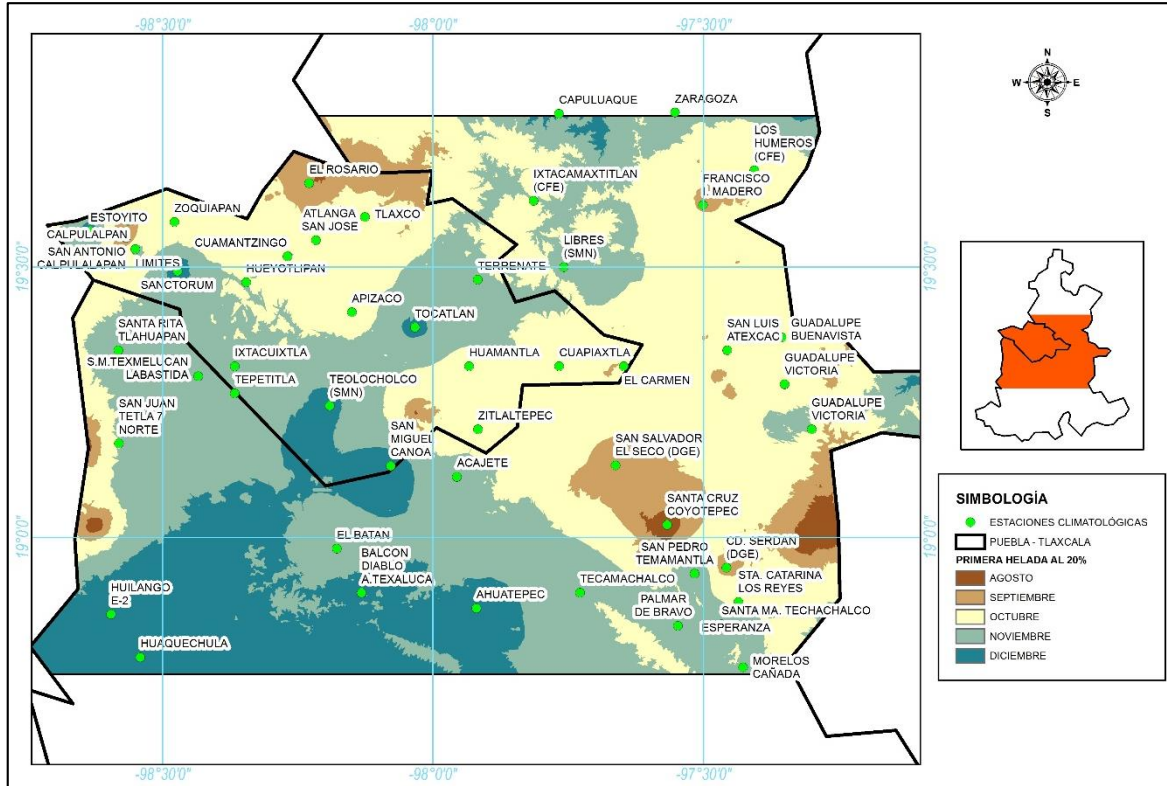 -98°30'0"
-98°0'0"
-97°30'0"
N
W
E
S
CAPULUAQUE
ZARAGOZA
LOS
HUMEROS
(CFE)
EL ROSARIO
IXTACAMAXTITLAN
(CFE)
FRANCISCO
I. MADERO
ESTOYITO
ZOQUIAPAN
ATLANGA
SAN JOSE
TLAXCO
CALPULALPAN
SAN ANTONIO
CALPULALAPAN
LIMITES
CUAMANTZINGO
LIBRES
(SMN)
19°30'0"
19°30'0"
SANCTORUM
HUEYOTLIPAN
TERRENATE
APIZACO
TOCATLAN
SANTA RITA
TLAHUAPAN
SAN LUIS
ATEXCAC
GUADALUPE
BUENAVISTA
S.M.TEXMELUCAN
LABASTIDA
IXTACUIXTLA
HUAMANTLA
CUAPIAXTLA
GUADALUPE
VICTORIA
EL CARMEN
TEPETITLA
TEOLOCHOLCO
(SMN)
SAN JUAN
TETLA 7
NORTE
SAN
MIGUEL
CANOA
ZITLALTEPEC
GUADALUPE
VICTORIA
SAN SALVADOR
EL SECO (DGE)
ACAJETE
SANTA CRUZ
COYOTEPEC
19°0'0"
19°0'0"
EL BATAN
BALCON
DIABLO
A.TEXALUCA
SAN PEDRO
TEMAMANTLA
CD. SERDAN
(DGE)
TECAMACHALCO
STA. CATARINA
LOS REYES
HUILANGO
E-2
AHUATEPEC
PALMAR
DE BRAVO
SANTA MA. TECHACHALCO
ESPERANZA
HUAQUECHULA
MORELOS
CAÑADA
-98°30'0"
-98°0'0"
-97°30'0"
SIMBOLOGÍA
ESTACIONES CLIMATOLÓGICAS
PUEBLA - TLAXCALA
PRIMERA HELADA AL 20%
AGOSTO
SEPTIEMBRE
OCTUBRE
NOVIEMBRE
DICIEMBRE